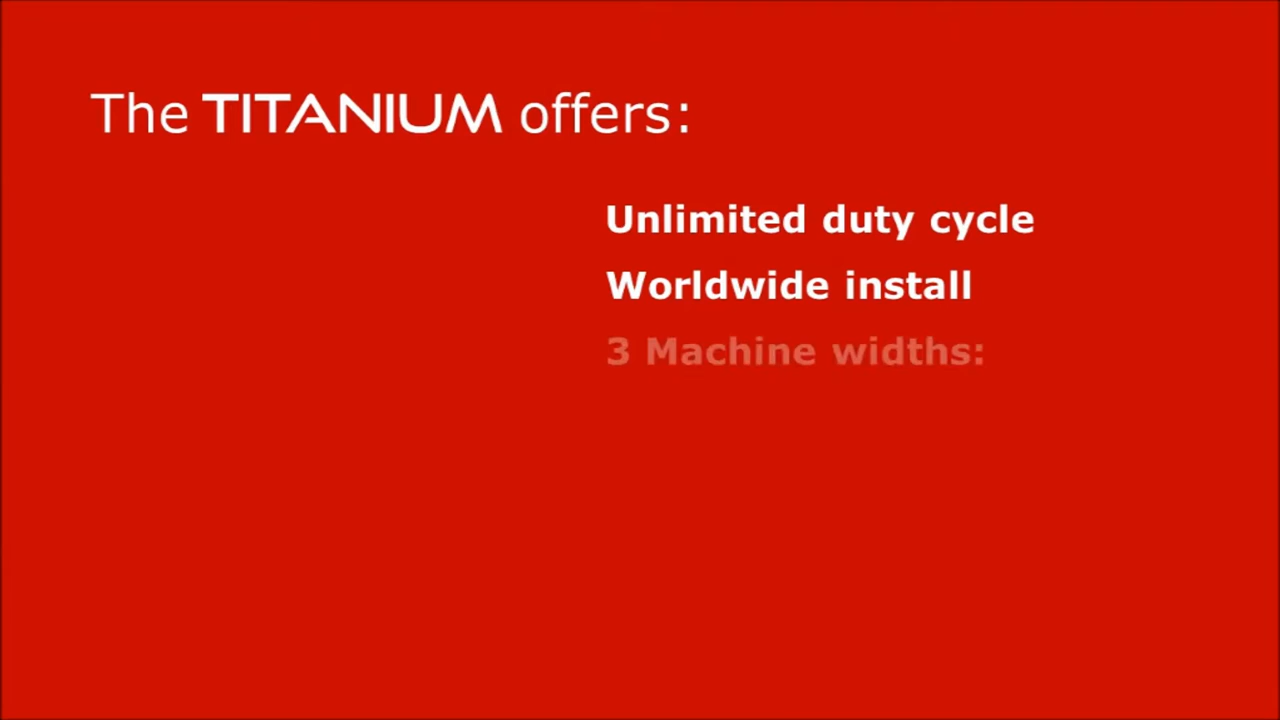 The TITANIUM offers:
Unlimited duty cycle
Worldwide install
3 Machine widths: